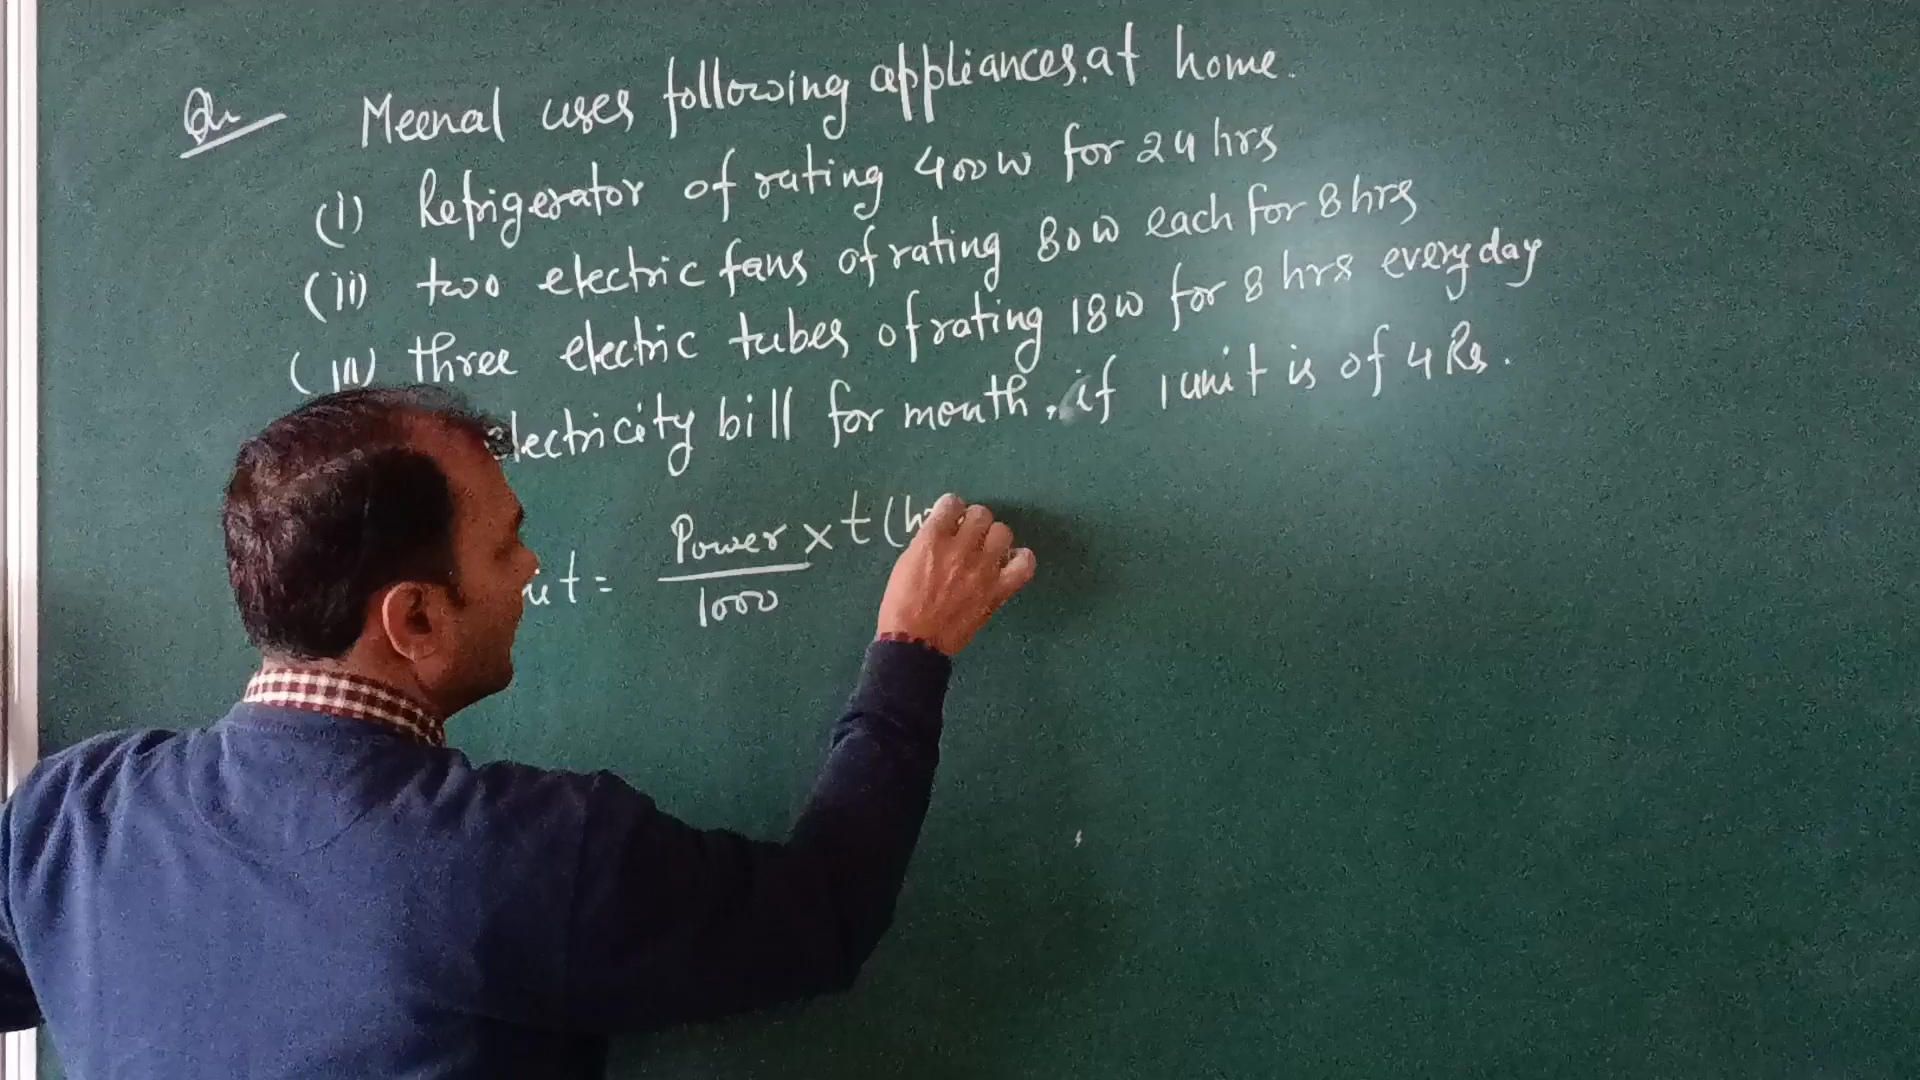 Qu Meenal uses following appliances at home.
(i) Refrigerator of rating 400w for 24 hrs
(ii) two electric fans of rating 80w each for 8 hrs
(iii) three electric tubes of rating 18w for 8 hrs everyday
electricity bill for month, if 1 unit is of 4 Rs.
Power × t (hr
=
1000